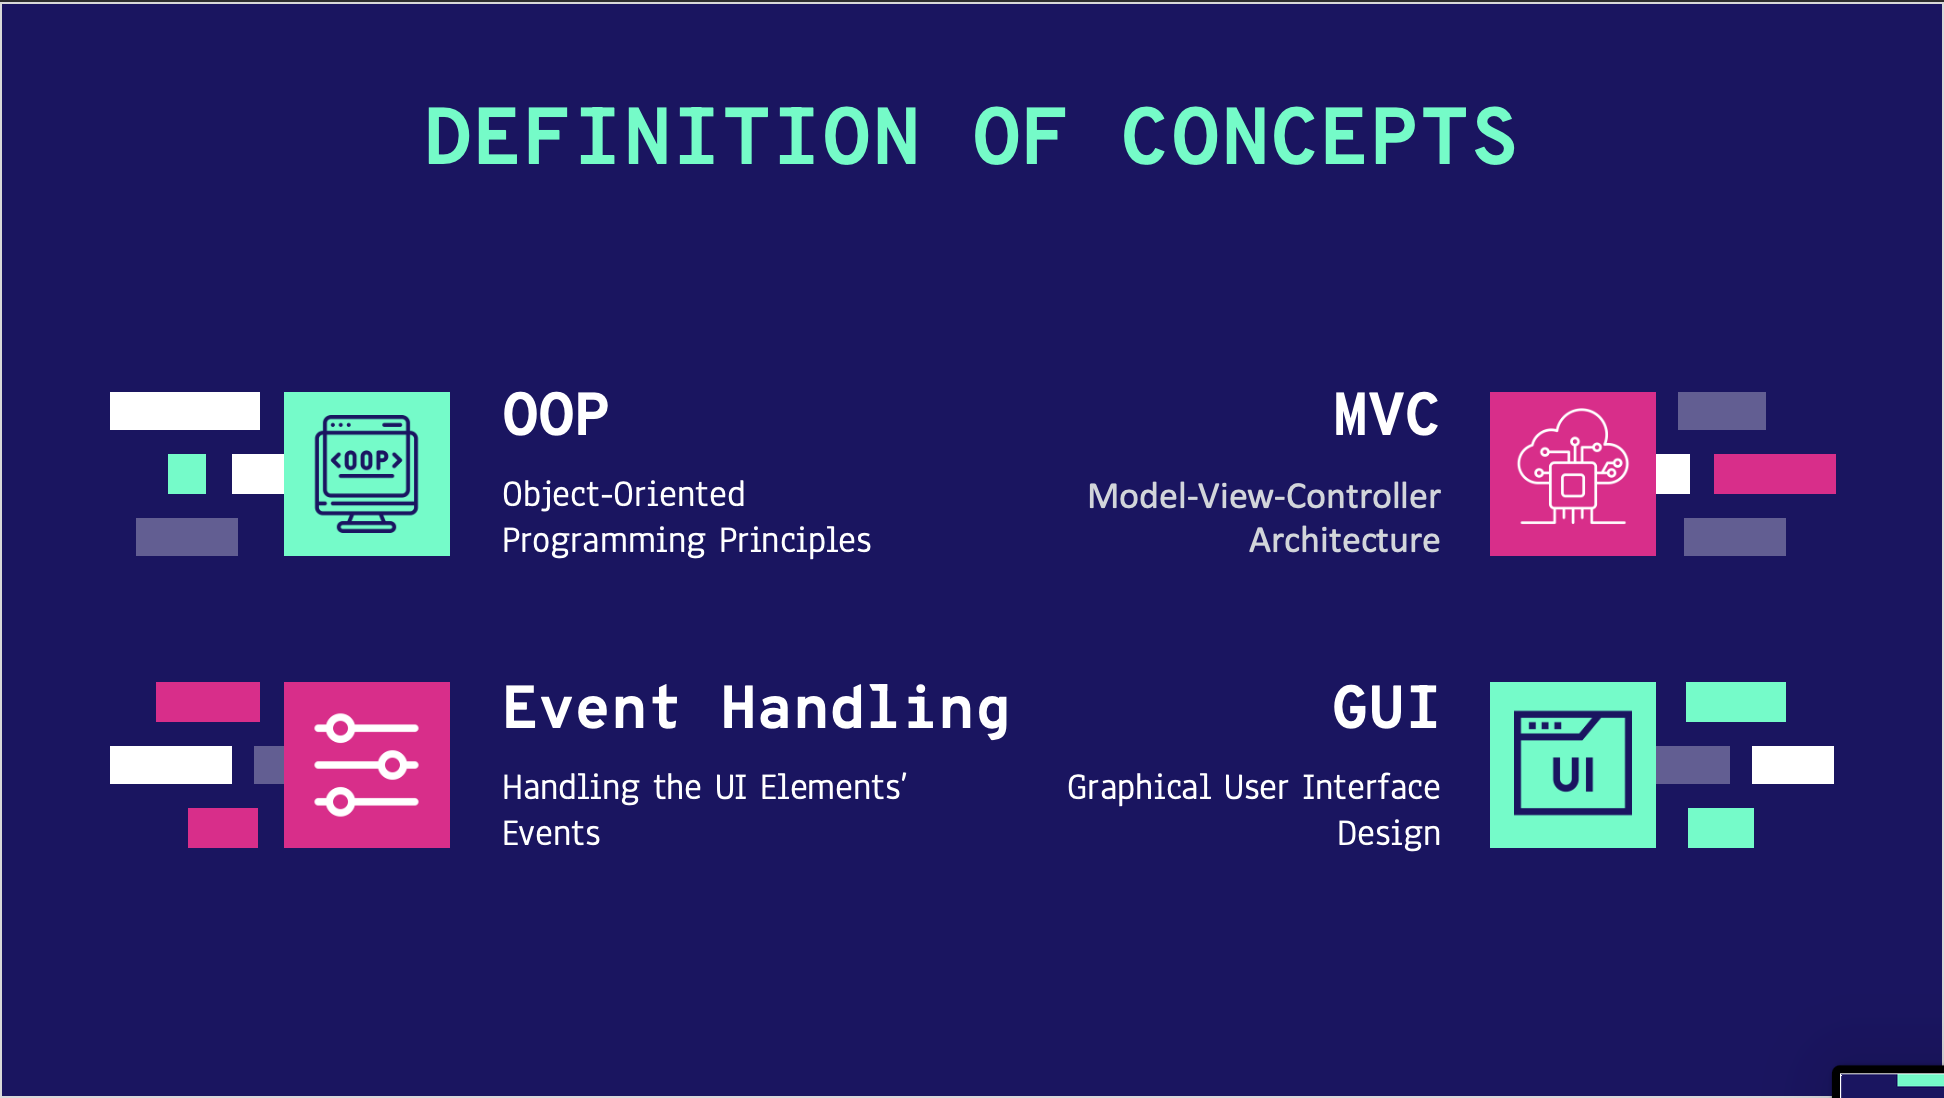 DEFINITION OF CONCEPTS
<OOP>
OOP
Object-Oriented
Programming Principles
MVC
Model-View-Controller
Architecture
Event Handling
Handling the UI Elements’
Events
GUI
Graphical User Interface
Design
UI